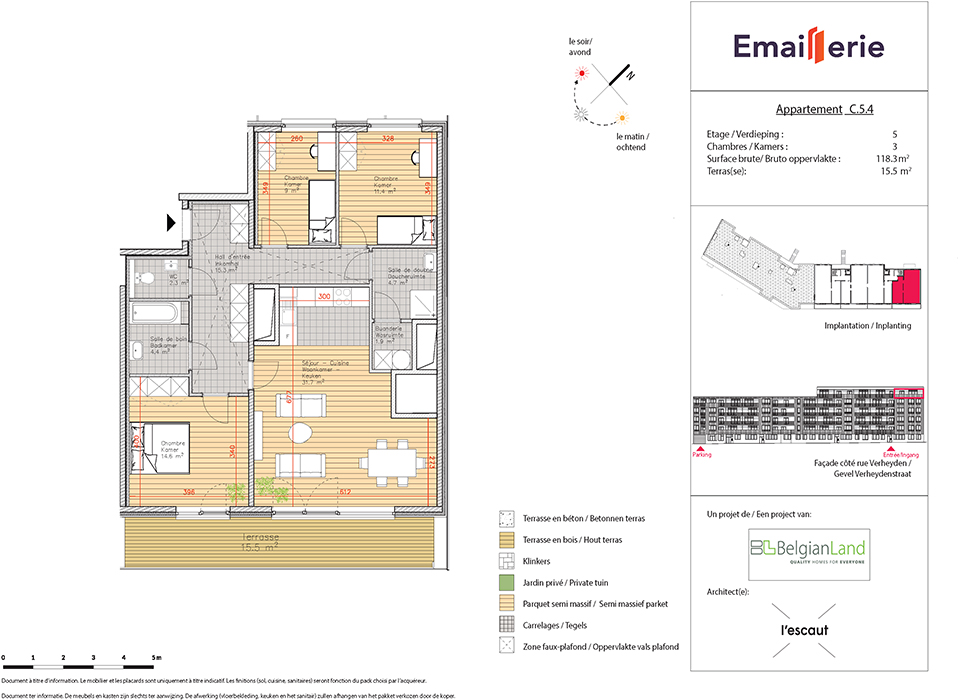 le soir/
avond
N
le matin /
ochtend
Emaillerie
Appartement C.5.4
Etage / Verdieping : 5
Chambres / Kamers : 3
Surface brute/ Bruto oppervlakte : 118.3 m²
Terras(se): 15.5 m²
Implantation / Inplanting
Parking
Entrée/Ingang
Façade côté rue Verheyden /
Gevel Verheydenstraat
Un projet de / Een project van:
BelgianLand
QUALITY HOMES FOR EVERYONE
Architect(e):
l'escaut
260
328
349
349
Chambre
Kamer
9 m²
Chambre
Kamer
11.4 m²
Hall d'entrée
Inkomhal
15.3 m²
WC
2.3 m²
Salle de douche
Doucheruimte
4.7 m²
300
Buanderie
Wasruimte
1.9 m²
Salle de bain
Badkamer
4.4 m²
F
Séjour - Cuisine
Woonkamer -
Keuken
31.7 m²
677
Chambre
Kamer
14.6 m²
340
273
396
612
Terrasse
15.5 m²
Terrasse en béton / Betonnen terras
Terrasse en bois / Hout terras
Klinkers
Jardin privé / Private tuin
Parquet semi massif / Semi massief parket
Carrelages / Tegels
Zone faux-plafond / Oppervlakte vals plafond
0 1 2 3 4 5 m
Document à titre d'information. Le mobilier et les placards sont uniquement à titre indicatif. Les finitions (sol, cuisine, sanitaires) seront fonction du pack choisi par l'acquéreur.
Document ter informatie. De meubels en kasten zijn slechts ter aanwijzing. De afwerking (vloerbekleding, keuken en het sanitair) zullen afhangen van het pakket verkozen door de koper.